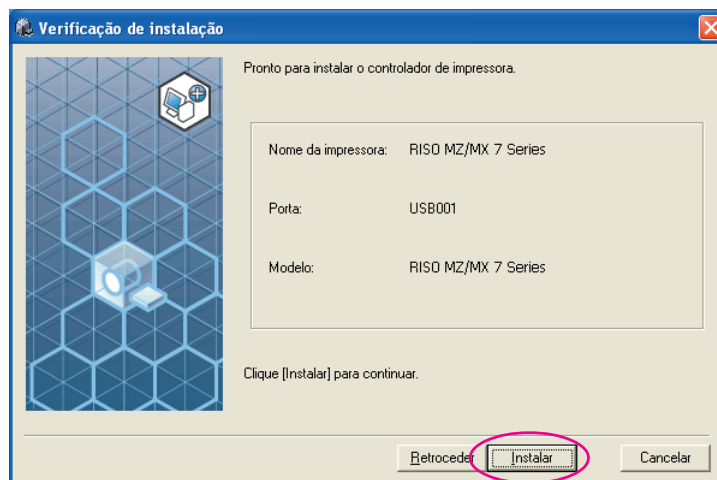 Verificação de instalação
Pronto para instalar o controlador de impressora.
Nome da impressora: RISO MZ/MX 7 Series
Porta: USB001
Modelo: RISO MZ/MX 7 Series
Clique [Instalar] para continuar.
Retroceder Instalar Cancelar